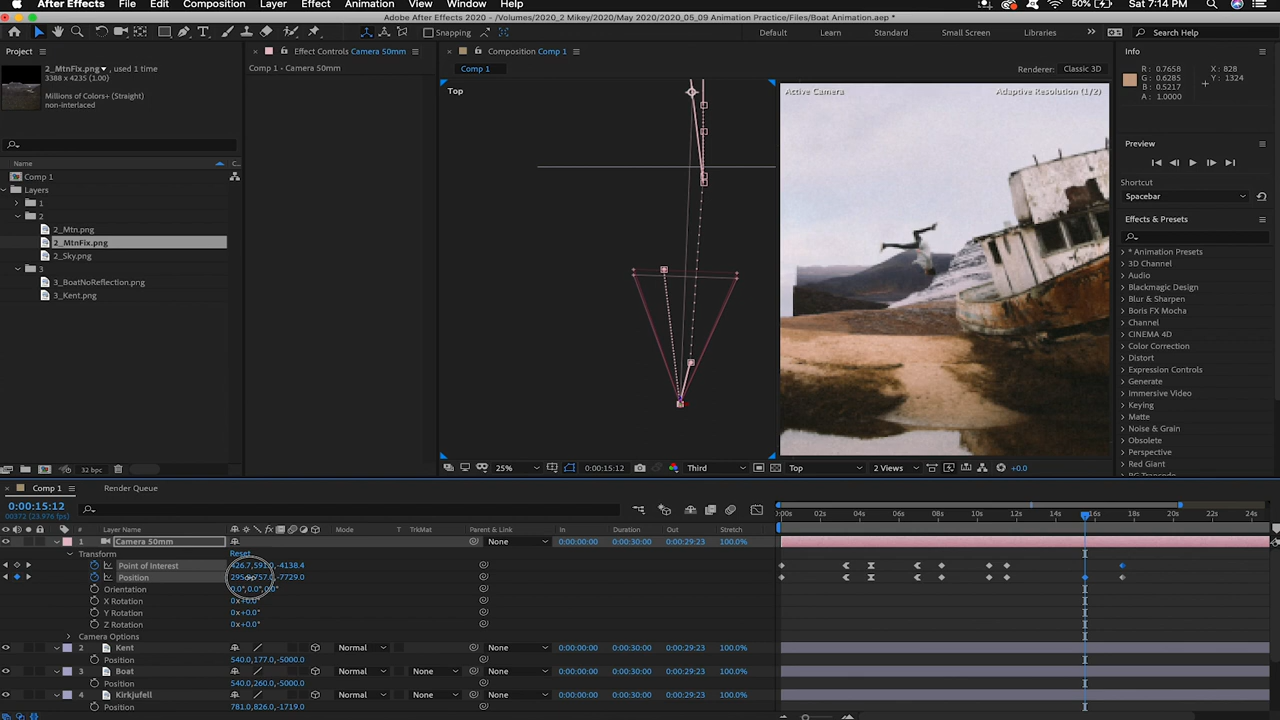 After Effects File Edit Composition Layer Effect Animation View Window Help 50% Sat 7:14 PM
Adobe After Effects 2020 - /Volumes/2020_2 Mikey/2020/May 2020/2020_05_09 Animation Practice/Files/Boat Animation.aep *
Snapping Default Learn Standard Small Screen Libraries Search Help
Project Effect Controls Camera 50mm Composition Comp 1 Info
2_MtnFix.png, used 1 time
3388 x 4235 (1.00)
Millions of Colors+ (Straight)
non-interlaced
Comp 1 • Camera 50mm
Comp 1
Renderer: Classic 3D
R: 0.7658
G: 0.6285
B: 0.5217
A: 1.0000
X: 828
Y: 1324
Top
Active Camera
Adaptive Resolution (1/2)
Preview
Shortcut
Spacebar
Effects & Presets
Name
Comp 1
Layers
1
2
2_Mtn.png
2_MtnFix.png
2_Sky.png
3
3_BoatNoReflection.png
3_Kent.png
* Animation Presets
3D Channel
Audio
Blackmagic Design
Blur & Sharpen
Boris FX Mocha
Channel
CINEMA 4D
Color Correction
Distort
Expression Controls
Generate
Immersive Video
Keying
Matte
Noise & Grain
Obsolete
Perspective
Red Giant
32 bpc
25% 0:00:15:12 Third Top 2 Views +0.0
Comp 1 Render Queue
0:00:15:12
00372 (23.976 fps)
:00s 02s 04s 06s 08s 10s 12s 14s 16s 18s 20s 22s 24s
# Layer Name Mode T TrkMat Parent & Link In Duration Out Stretch
1 Camera 50mm None 0:00:00:00 0:00:30:00 0:00:29:23 100.0%
Transform Reset
Point of Interest 426.7,591.0,-4138.4
Position 295.,757.0,-7729.0
Orientation 0.0°,0.0°,0.0°
X Rotation 0x+0.0°
Y Rotation 0x+0.0°
Z Rotation 0x+0.0°
Camera Options
2 Kent Normal None 0:00:00:00 0:00:30:00 0:00:29:23 100.0%
Position 540.0,177.0,-5000.0
3 Boat Normal None None 0:00:00:00 0:00:30:00 0:00:29:23 100.0%
Position 540.0,260.0,-5000.0
4 Kirkjufell Normal None None 0:00:00:00 0:00:30:00 0:00:29:23 100.0%
Position 781.0,826.0,-1719.0